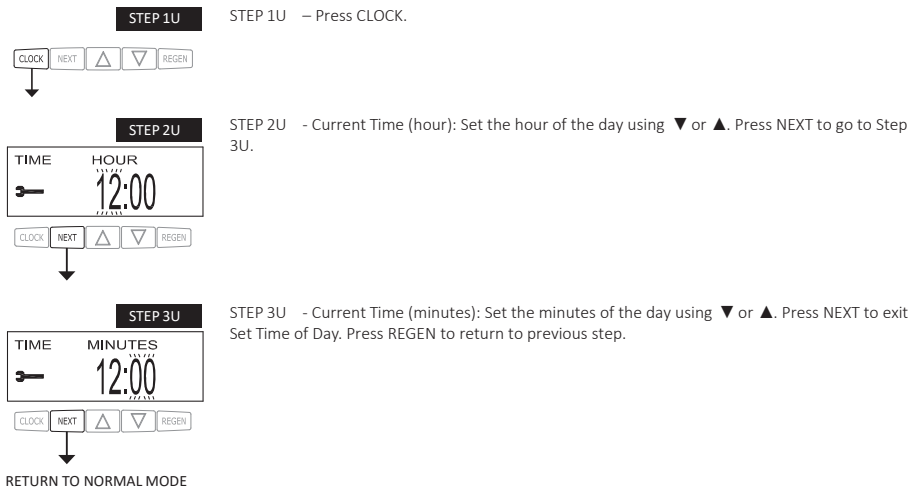 STEP 1U
STEP 1U – Press CLOCK.
CLOCK NEXT △ ▽ REGEN
STEP 2U
STEP 2U - Current Time (hour): Set the hour of the day using ▼ or ▲. Press NEXT to go to Step
3U.
TIME HOUR
12:00
CLOCK NEXT △ ▽ REGEN
STEP 3U
STEP 3U - Current Time (minutes): Set the minutes of the day using ▼ or ▲. Press NEXT to exit
Set Time of Day. Press REGEN to return to previous step.
TIME MINUTES
12:00
CLOCK NEXT △ ▽ REGEN
RETURN TO NORMAL MODE